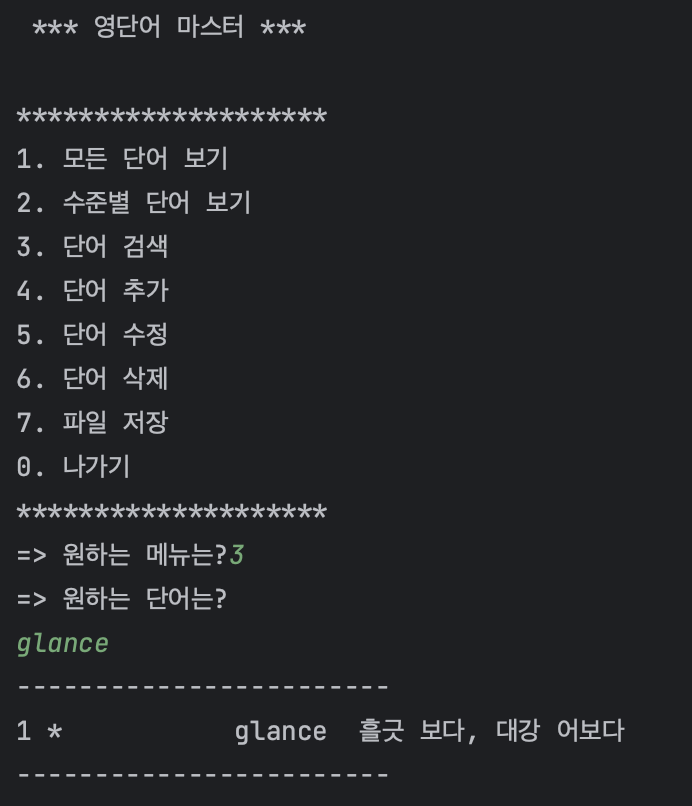 *** 영단어 마스터 ***
********************
1. 모든 단어 보기
2. 수준별 단어 보기
3. 단어 검색
4. 단어 추가
5. 단어 수정
6. 단어 삭제
7. 파일 저장
0. 나가기
********************
=> 원하는 메뉴는?3
=> 원하는 단어는?
glance
------------------------
1 *           glance  흘긋 보다, 대강 어보다
------------------------